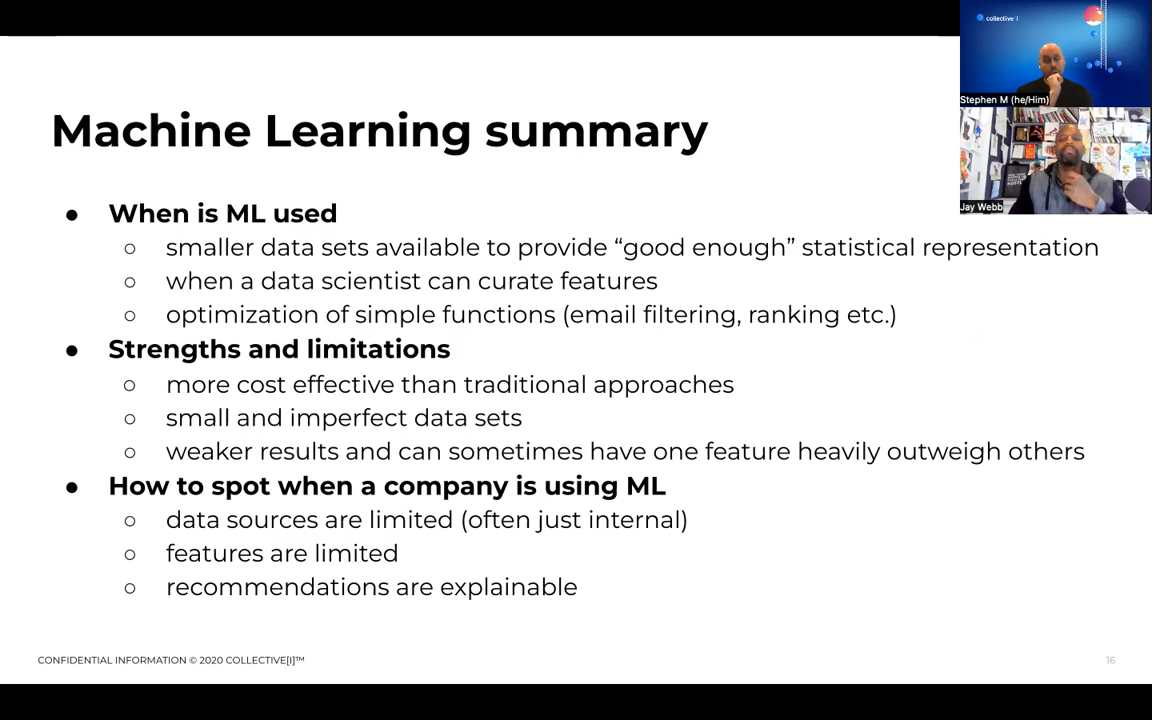 collective i
Stephen M (he/Him)
Jay Webb
Machine Learning summary
● When is ML used
○ smaller data sets available to provide “good enough” statistical representation
○ when a data scientist can curate features
○ optimization of simple functions (email filtering, ranking etc.)
● Strengths and limitations
○ more cost effective than traditional approaches
○ small and imperfect data sets
○ weaker results and can sometimes have one feature heavily outweigh others
● How to spot when a company is using ML
○ data sources are limited (often just internal)
○ features are limited
○ recommendations are explainable
CONFIDENTIAL INFORMATION © 2020 COLLECTIVE[I]™
16